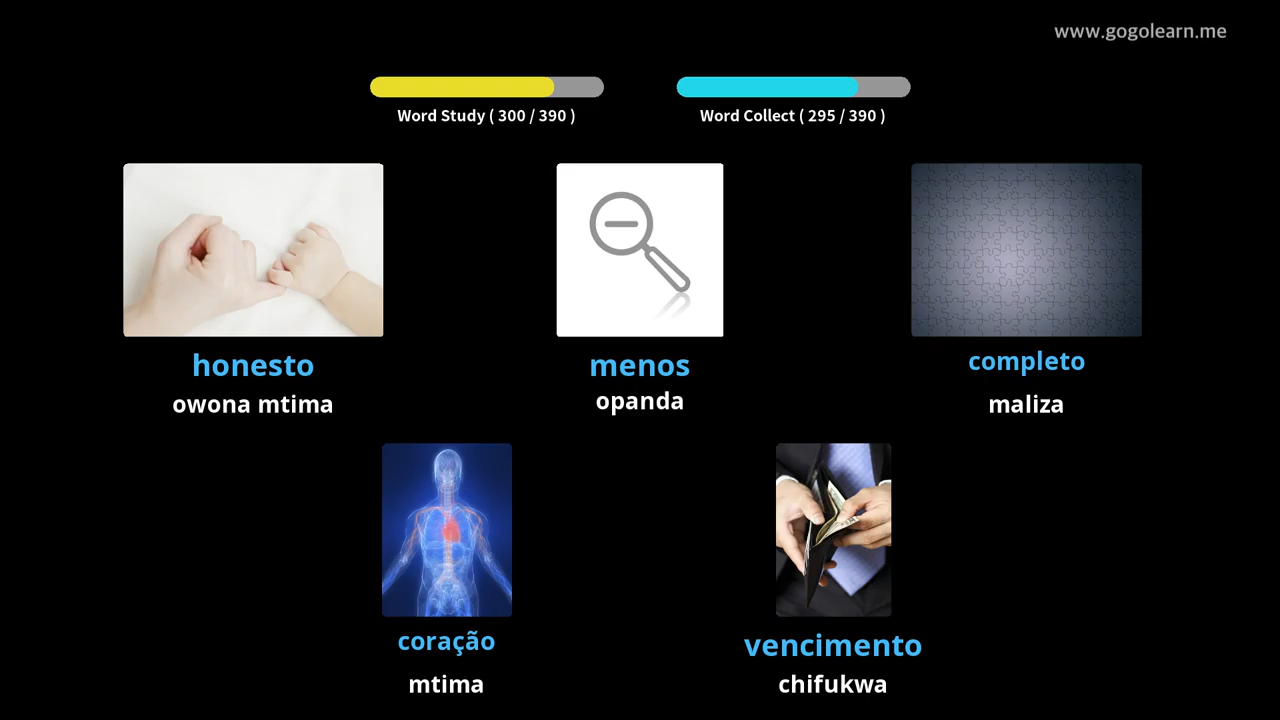 www.gogolearn.me
Word Study ( 300 / 390 )
Word Collect ( 295 / 390 )
honesto
owona mtima
menos
opanda
completo
maliza
coração
mtima
vencimento
chifukwa